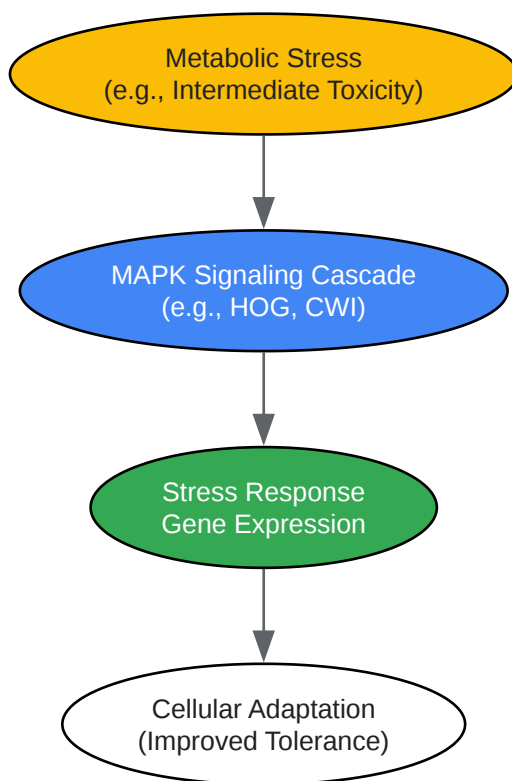 Metabolic Stress
(e.g., Intermediate Toxicity)
MAPK Signaling Cascade
(e.g., HOG, CWI)
Stress Response
Gene Expression
Cellular Adaptation
(Improved Tolerance)